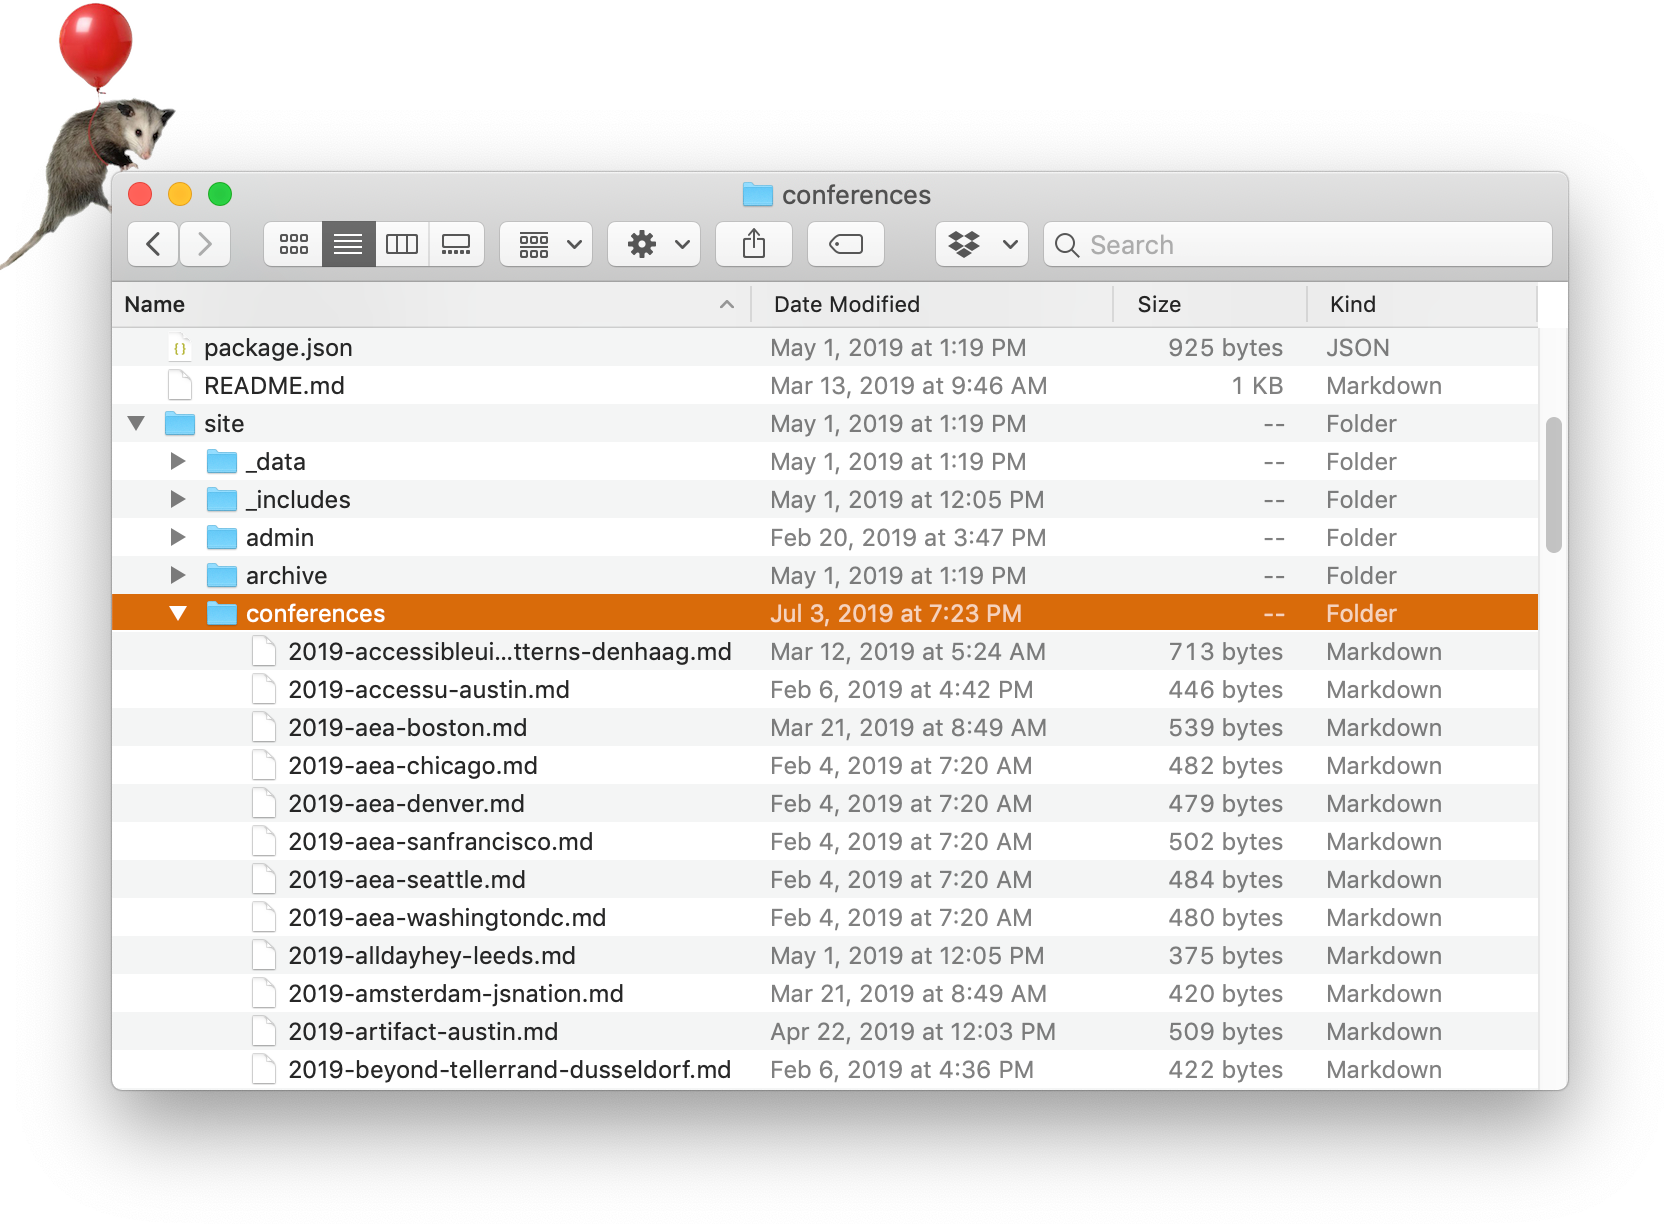 conferences
Search
Name Date Modified Size Kind
{} package.json May 1, 2019 at 1:19 PM 925 bytes JSON
README.md Mar 13, 2019 at 9:46 AM 1 KB Markdown
site May 1, 2019 at 1:19 PM -- Folder
_data May 1, 2019 at 1:19 PM -- Folder
_includes May 1, 2019 at 12:05 PM -- Folder
admin Feb 20, 2019 at 3:47 PM -- Folder
archive May 1, 2019 at 1:19 PM -- Folder
conferences Jul 3, 2019 at 7:23 PM -- Folder
2019-accessibleui...tterns-denhaag.md Mar 12, 2019 at 5:24 AM 713 bytes Markdown
2019-accessu-austin.md Feb 6, 2019 at 4:42 PM 446 bytes Markdown
2019-aea-boston.md Mar 21, 2019 at 8:49 AM 539 bytes Markdown
2019-aea-chicago.md Feb 4, 2019 at 7:20 AM 482 bytes Markdown
2019-aea-denver.md Feb 4, 2019 at 7:20 AM 479 bytes Markdown
2019-aea-sanfrancisco.md Feb 4, 2019 at 7:20 AM 502 bytes Markdown
2019-aea-seattle.md Feb 4, 2019 at 7:20 AM 484 bytes Markdown
2019-aea-washingtondc.md Feb 4, 2019 at 7:20 AM 480 bytes Markdown
2019-alldayhey-leeds.md May 1, 2019 at 12:05 PM 375 bytes Markdown
2019-amsterdam-jsnation.md Mar 21, 2019 at 8:49 AM 420 bytes Markdown
2019-artifact-austin.md Apr 22, 2019 at 12:03 PM 509 bytes Markdown
2019-beyond-tellerrand-dusseldorf.md Feb 6, 2019 at 4:36 PM 422 bytes Markdown